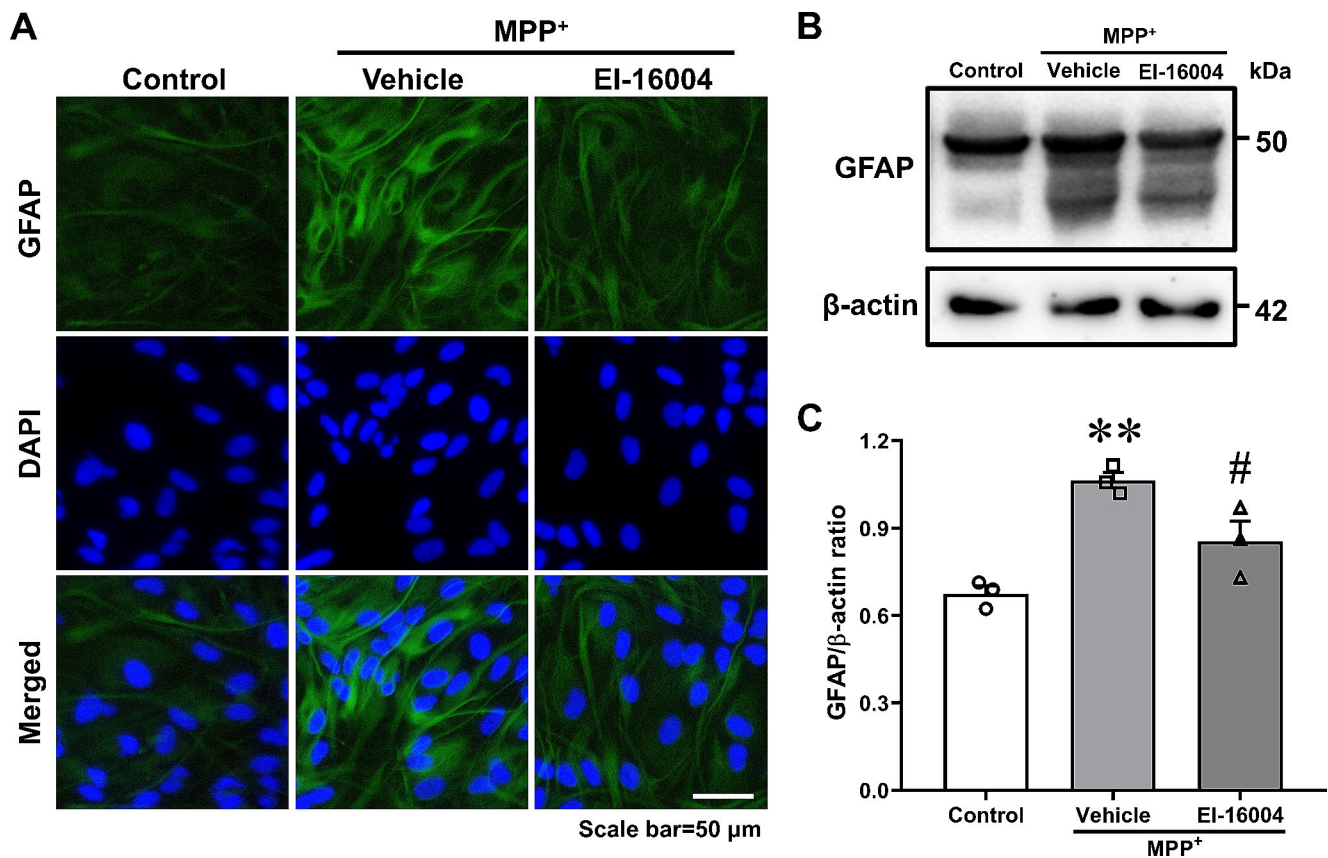 A
MPP⁺
Control Vehicle EI-16004
GFAP
DAPI
Merged
Scale bar=50 μm
B
MPP⁺
Control Vehicle EI-16004 kDa
GFAP
50
β-actin
42
C
GFAP/β-actin ratio
1.2
0.9
0.6
0.3
0.0
**
#
Control Vehicle EI-16004
MPP⁺